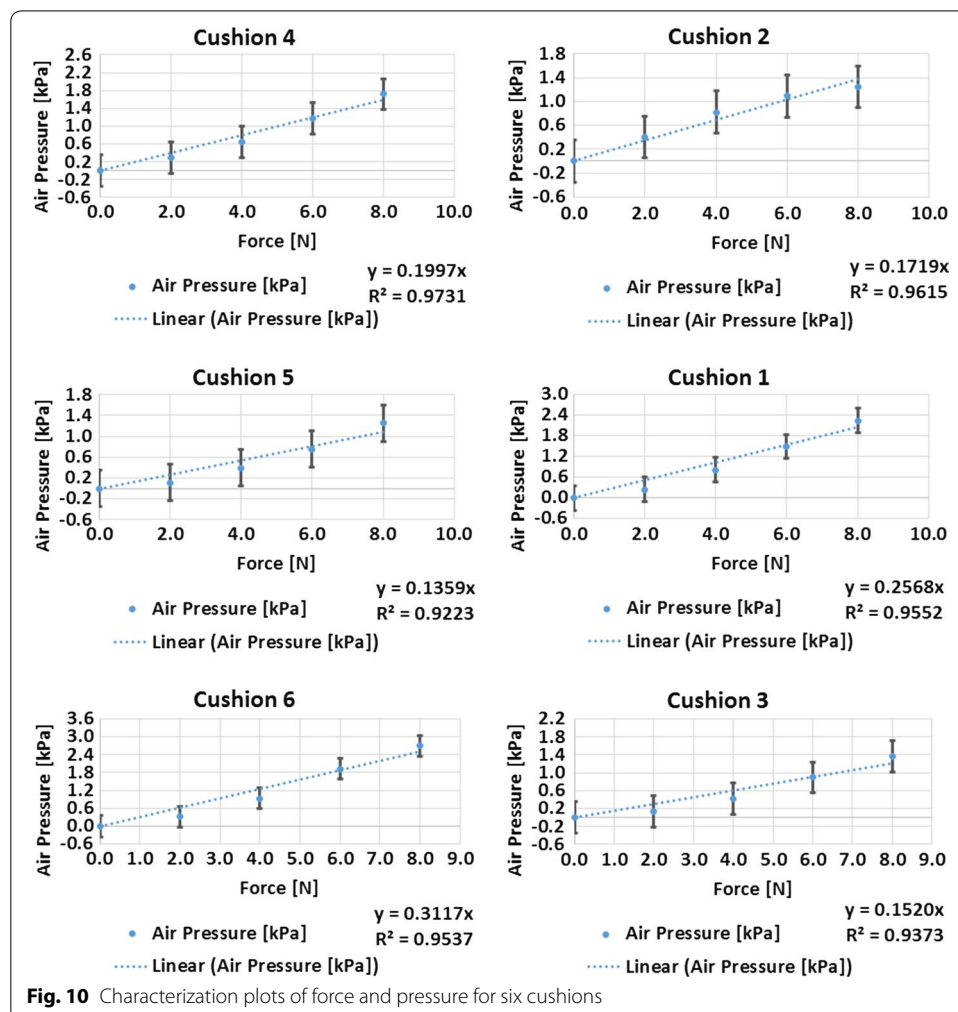 Cushion 4
Air Pressure [kPa]
2.6
2.2
1.8
1.4
1.0
0.6
0.2
-0.2
-0.6
0.0 2.0 4.0 6.0 8.0 10.0
Force [N]
Air Pressure [kPa]
Linear (Air Pressure [kPa])
y = 0.1997x
R² = 0.9731
Cushion 2
Air Pressure [kPa]
1.8
1.4
1.0
0.6
0.2
-0.2
-0.6
0.0 2.0 4.0 6.0 8.0 10.0
Force [N]
Air Pressure [kPa]
Linear (Air Pressure [kPa])
y = 0.1719x
R² = 0.9615
Cushion 5
Air Pressure [kPa]
1.8
1.4
1.0
0.6
0.2
-0.2
-0.6
0.0 2.0 4.0 6.0 8.0 10.0
Force [N]
Air Pressure [kPa]
Linear (Air Pressure [kPa])
y = 0.1359x
R² = 0.9223
Cushion 1
Air Pressure [kPa]
3.0
2.4
1.8
1.2
0.6
0.0
-0.6
0.0 2.0 4.0 6.0 8.0 10.0
Force [N]
Air Pressure [kPa]
Linear (Air Pressure [kPa])
y = 0.2568x
R² = 0.9552
Cushion 6
Air Pressure [kPa]
3.6
3.0
2.4
1.8
1.2
0.6
0.0
-0.6
0.0 1.0 2.0 3.0 4.0 5.0 6.0 7.0 8.0 9.0
Force [N]
Air Pressure [kPa]
Linear (Air Pressure [kPa])
y = 0.3117x
R² = 0.9537
Cushion 3
Air Pressure [kPa]
2.2
1.8
1.4
1.0
0.6
0.2
-0.2
-0.6
0.0 1.0 2.0 3.0 4.0 5.0 6.0 7.0 8.0 9.0
Force [N]
Air Pressure [kPa]
Linear (Air Pressure [kPa])
y = 0.1520x
R² = 0.9373
Fig. 10 Characterization plots of force and pressure for six cushions